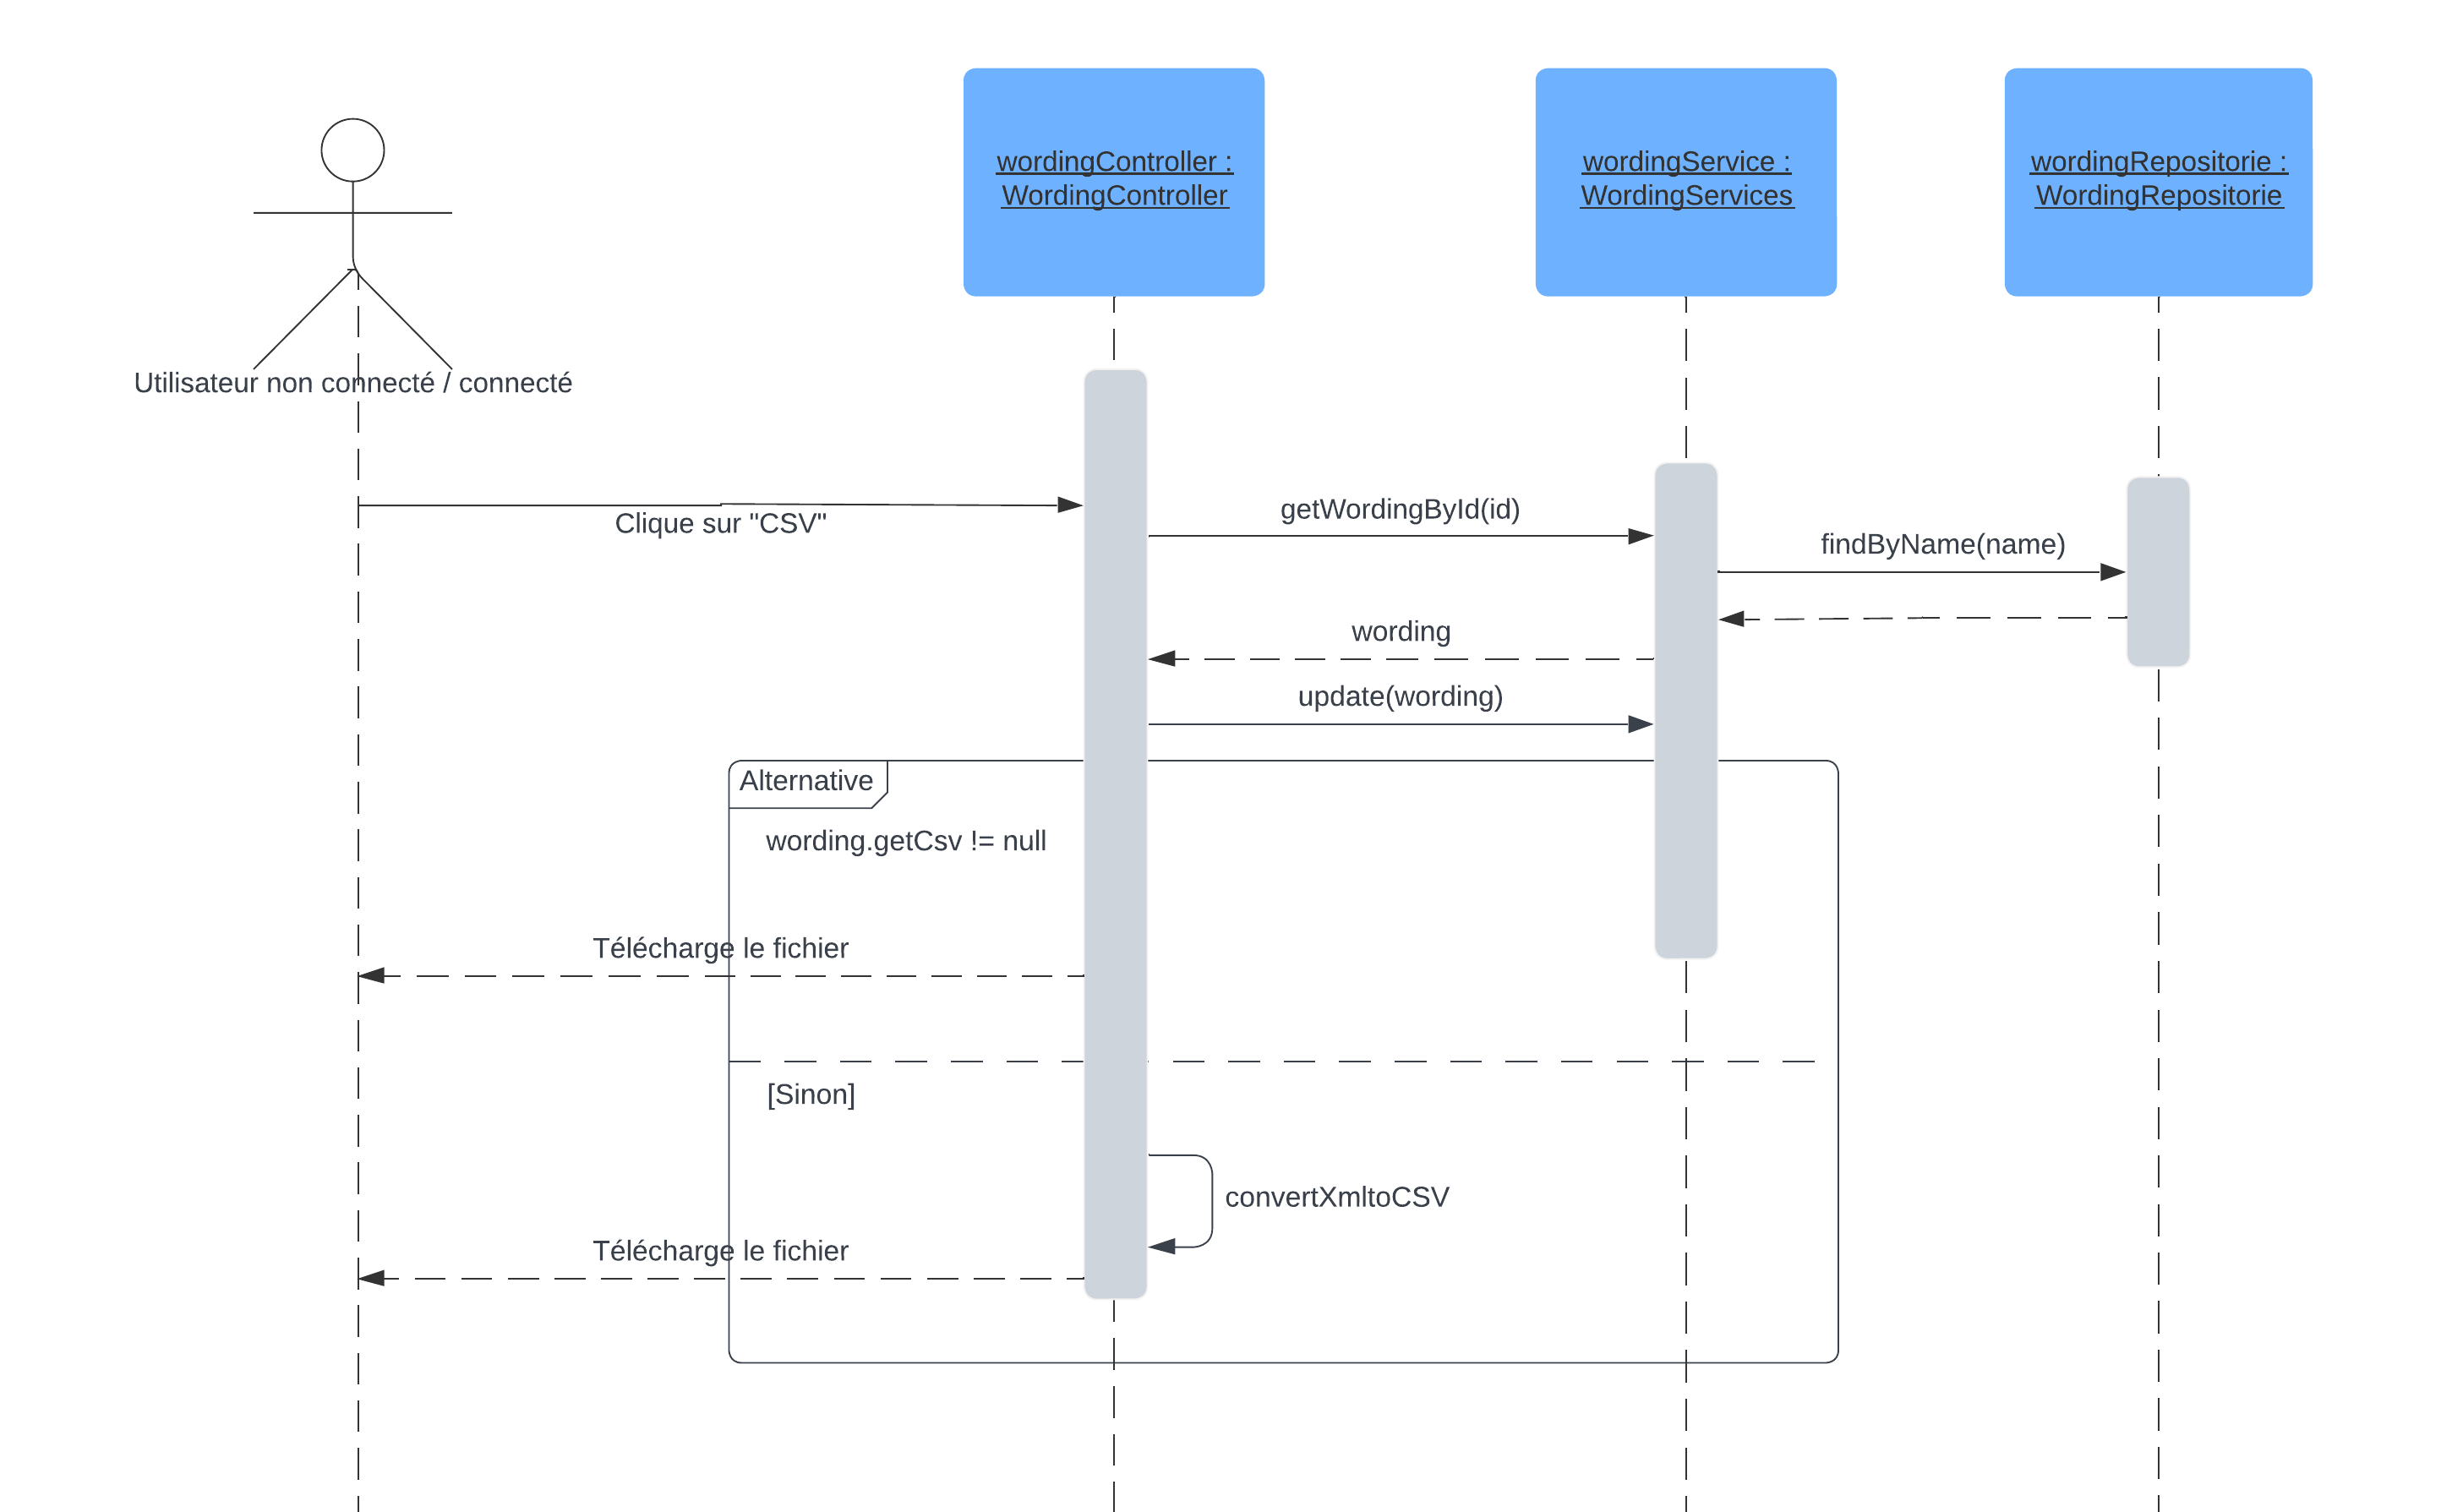 wordingController :
WordingController
wordingService :
WordingServices
wordingRepositorie :
WordingRepositorie
Utilisateur non connecté / connecté
Clique sur "CSV"
getWordingById(id)
findByName(name)
wording
update(wording)
Alternative
wording.getCsv != null
Télécharge le fichier
[Sinon]
convertXmltoCSV
Télécharge le fichier